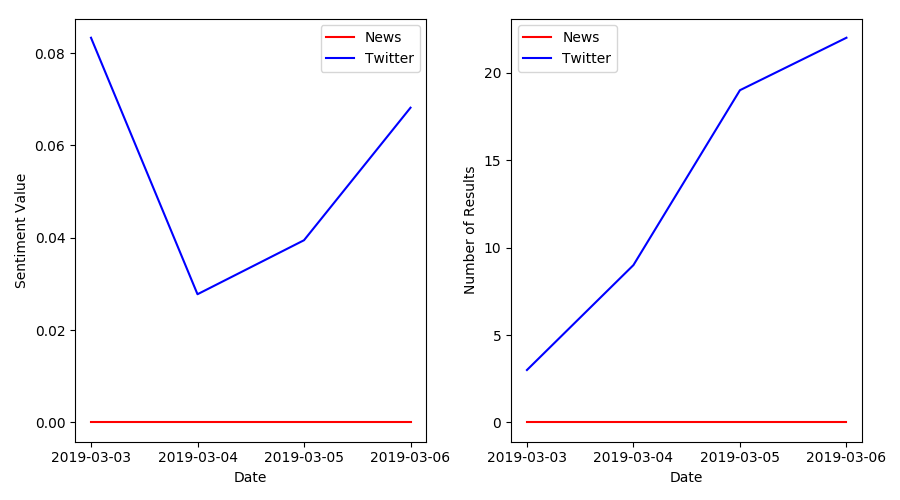 News
Twitter
0.08
0.06
0.04
0.02
0.00
Sentiment Value
2019-03-03
2019-03-04
2019-03-05
2019-03-06
Date
News
Twitter
20
15
10
5
0
Number of Results
2019-03-03
2019-03-04
2019-03-05
2019-03-06
Date